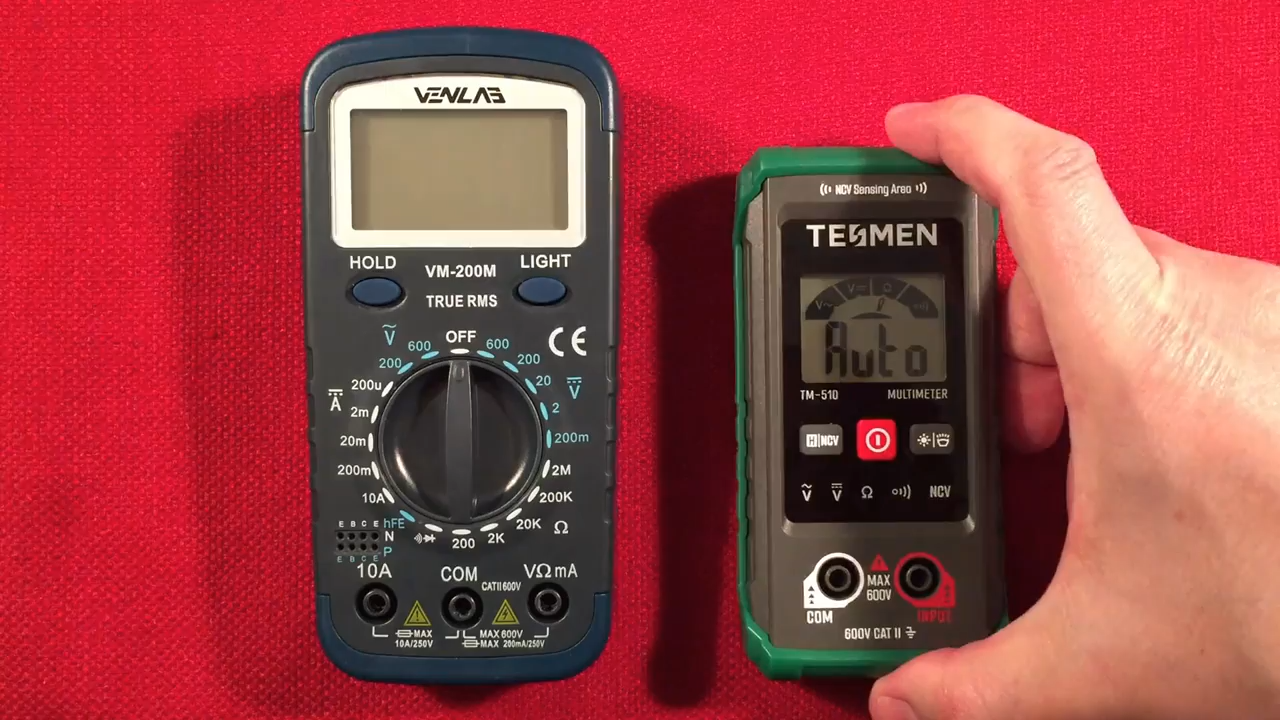 VENLAB
HOLD
VM-200M
LIGHT
TRUE RMS
OFF
Ṽ
600
200
600
200
20
2
200m
V
200u
2m
20m
200m
10A
A
2M
200K
20K
2K
200
Ω
hFE
N
P
E B C E
E B C E
CE
10A
COM
VΩmA
CATII 600V
MAX
10A/250V
MAX 600V
MAX 200mA/250V
NCV Sensing Area
TESMEN
V
V
Ω
Auto
TM-510
MULTIMETER
H|NCV
Ṽ V Ω NCV
MAX
600V
COM
INPUT
600V CAT II